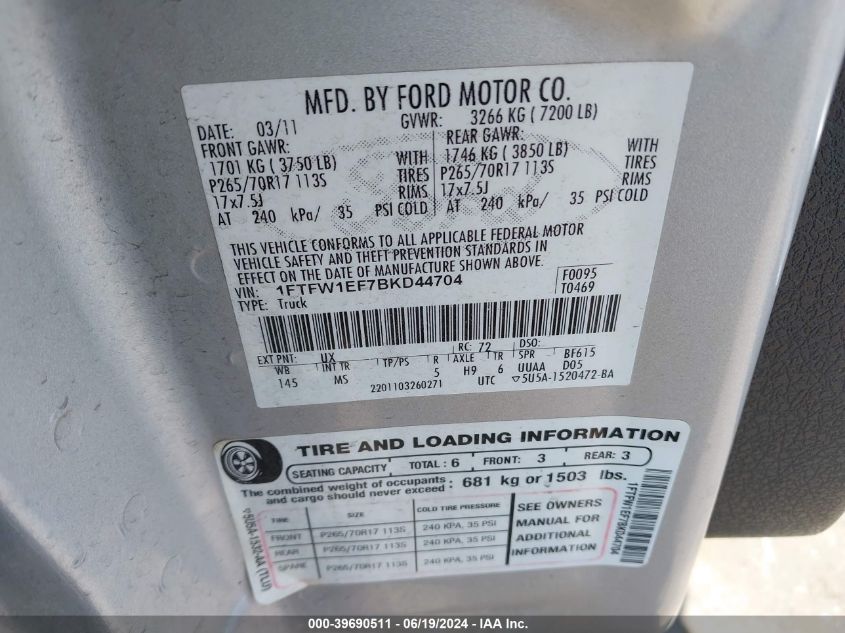 MFD. BY FORD MOTOR CO.
DATE: 03/11 GVWR: 3266 KG ( 7200 LB)
FRONT GAWR: REAR GAWR:
1701 KG ( 3750 LB) WITH 1746 KG ( 3850 LB) WITH
P265/70R17 113S TIRES P265/70R17 113S TIRES
17x7.5J RIMS 17x7.5J RIMS
AT 240 kPa/ 35 PSI COLD AT 240 kPa/ 35 PSI COLD
THIS VEHICLE CONFORMS TO ALL APPLICABLE FEDERAL MOTOR
VEHICLE SAFETY AND THEFT PREVENTION STANDARDS IN
EFFECT ON THE DATE OF MANUFACTURE SHOWN ABOVE.
VIN: 1FTFW1EF7BKD44704 F0095
TYPE: Truck T0469
EXT PNT: UX RC: 72 DSO:
WB INT TR TP/PS R AXLE TR SPR BF615
145 MS 5 H9 6 UUAA D05
2201103260271 UTC ▽5U5A-1520472-BA
TIRE AND LOADING INFORMATION
SEATING CAPACITY TOTAL : 6 FRONT: 3 REAR: 3
The combined weight of occupants and cargo should never exceed : 681 kg or 1503 lbs.
TIRE SIZE COLD TIRE PRESSURE
FRONT P265/70R17 113S 240 KPA, 35 PSI
REAR P265/70R17 113S 240 KPA, 35 PSI
SPARE P265/70R17 113S 240 KPA, 35 PSI
SEE OWNERS
MANUAL FOR
ADDITIONAL
INFORMATION
▽5U5A-1532-AA (TLU)
1FTFW1EF7BKD44704
000-39690511 - 06/19/2024 - IAA Inc.